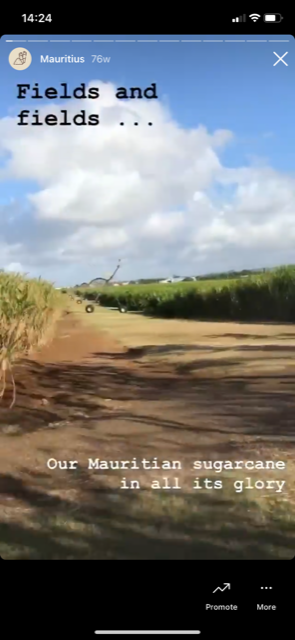 14:24
Mauritius 76w
Fields and
fields ...
Our Mauritian sugarcane
in all its glory
Promote
More